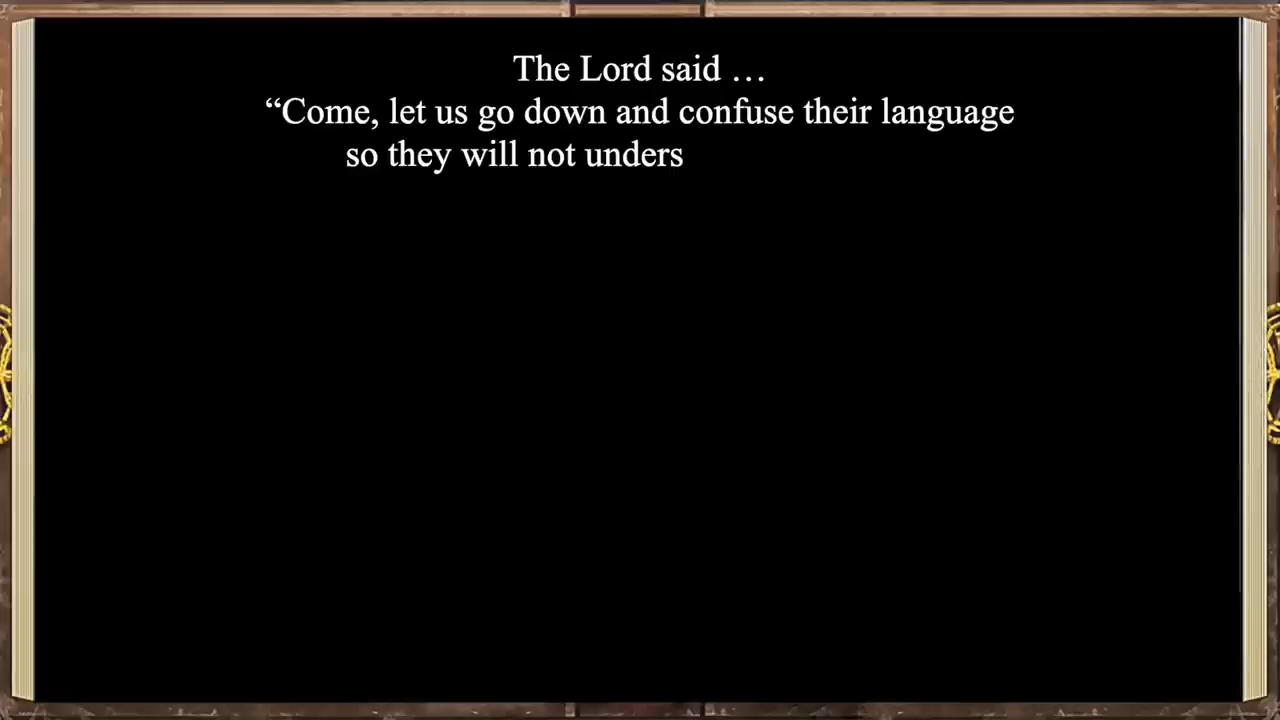 The Lord said …
“Come, let us go down and confuse their language
so they will not unders